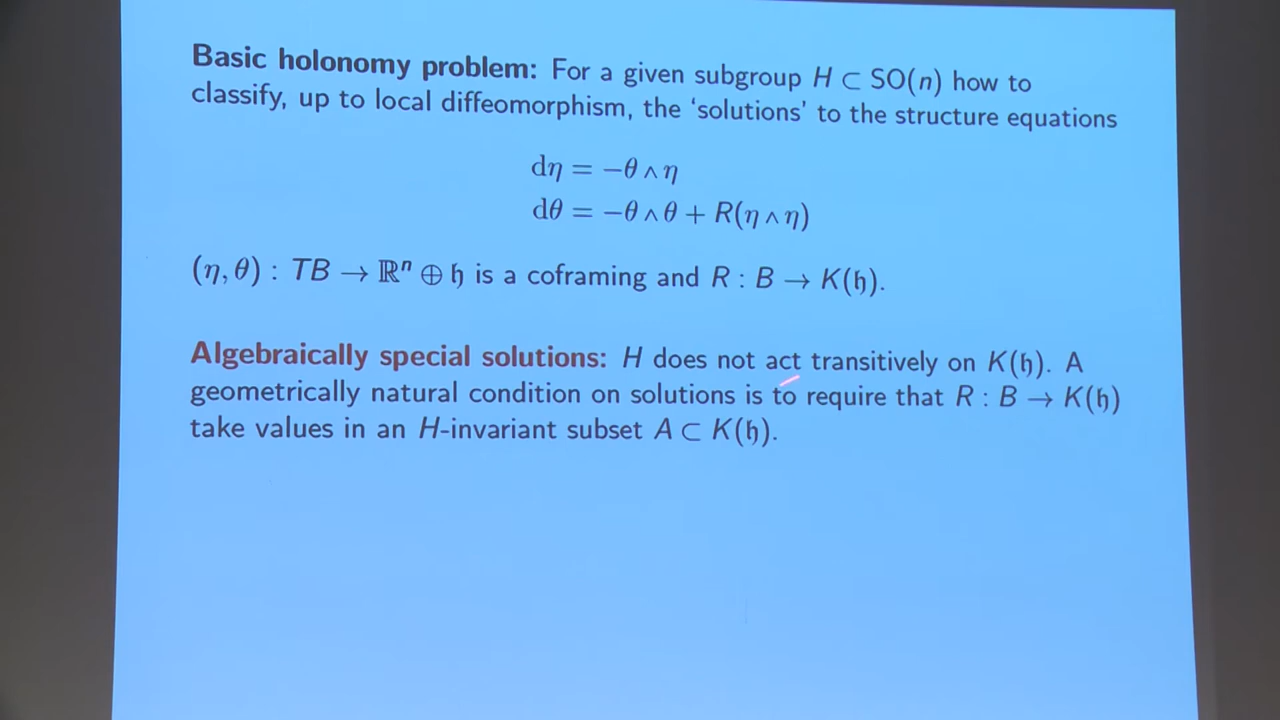 Basic holonomy problem: For a given subgroup H ⊂ SO(n) how to
classify, up to local diffeomorphism, the ‘solutions’ to the structure equations
dη = −θ ∧ η
dθ = −θ ∧ θ + R(η ∧ η)
(η, θ) : TB → ℝⁿ ⊕ 𝔥 is a coframing and R : B → K(𝔥).
Algebraically special solutions: H does not act transitively on K(𝔥). A
geometrically natural condition on solutions is to require that R : B → K(𝔥)
take values in an H-invariant subset A ⊂ K(𝔥).